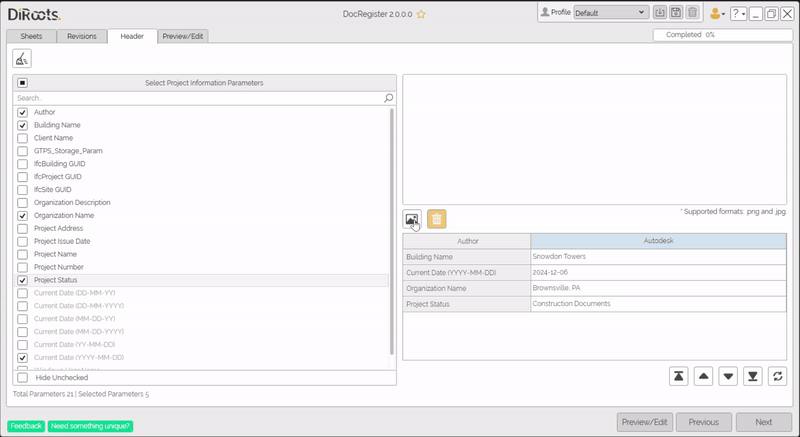 DiRoots.
DocRegister 2.0.0.0
Profile
Default
?
Sheets
Revisions
Header
Preview/Edit
Completed 0%
Select Project Information Parameters
Search...
Author
Building Name
Client Name
GTPS_Storage_Param
IfcBuilding GUID
IfcProject GUID
IfcSite GUID
Organization Description
Organization Name
Project Address
Project Issue Date
Project Name
Project Number
Project Status
Current Date (DD-MM-YY)
Current Date (DD-MM-YYYY)
Current Date (MM-DD-YY)
Current Date (MM-DD-YYYY)
Current Date (YY-MM-DD)
Current Date (YYYY-MM-DD)
Hide Unchecked
Total Parameters 21 | Selected Parameters 5
* Supported formats: png and jpg.
Author Autodesk
Building Name Snowdon Towers
Current Date (YYYY-MM-DD) 2024-12-06
Organization Name Brownsville, PA
Project Status Construction Documents
Feedback
Need something unique?
Preview/Edit
Previous
Next